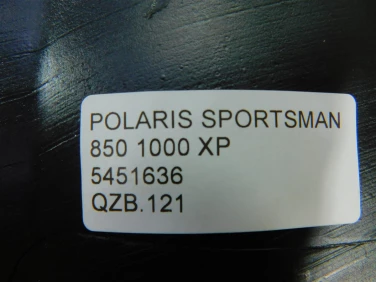 POLARIS SPORTSMAN
850 1000 XP
5451636
QZB.121